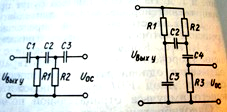 C1 C2 C3
R1 R2
Uвых у
Uос
R1 R2
C2
C4
Uвых у
C3
R3
Uос